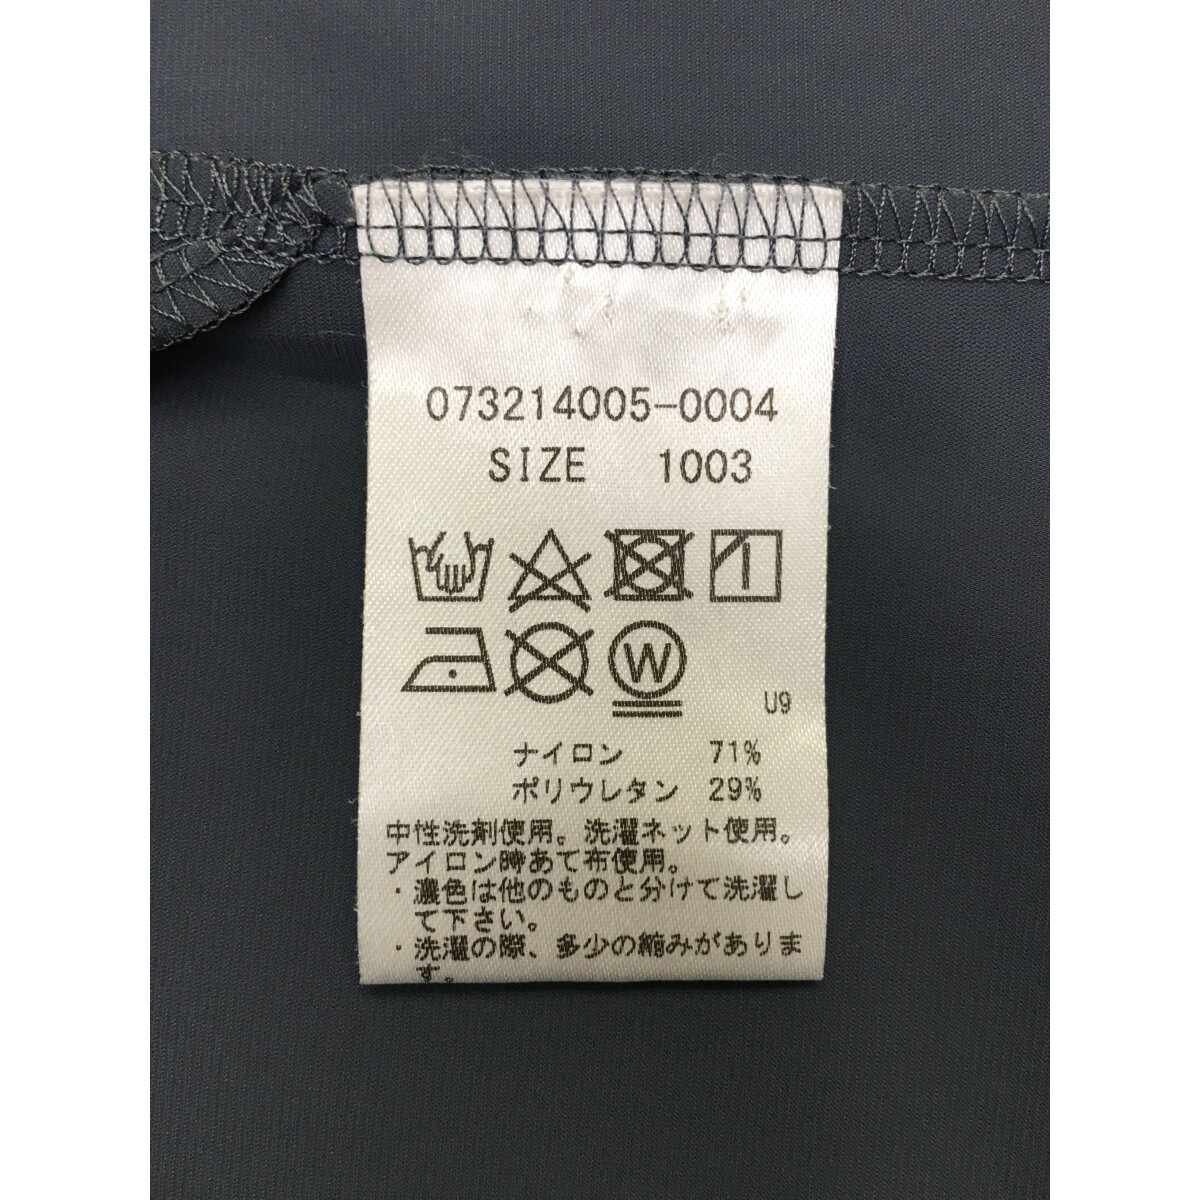 073214005-0004
SIZE 1003
W
U9
ナイロン 71%
ポリウレタン 29%
中性洗剤使用。洗濯ネット使用。
アイロン時あて布使用。
・濃色は他のものと分けて洗濯し
て下さい。
・洗濯の際、多少の縮みがありま
す。